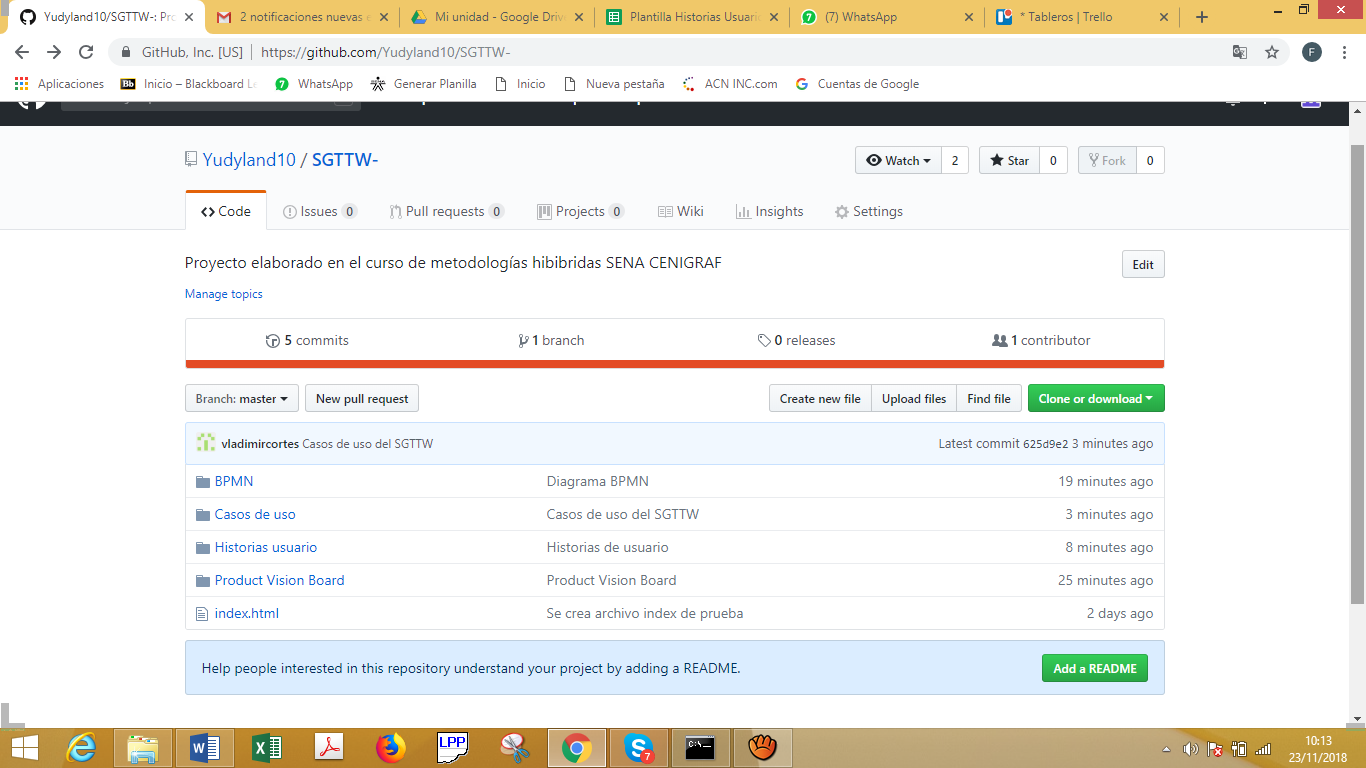 Yudyland10/SGTTW-: Pro
2 notificaciones nuevas e
Mi unidad - Google Drive
Plantilla Historias Usuario
(7) WhatsApp
* Tableros | Trello
GitHub, Inc. [US] | https://github.com/Yudyland10/SGTTW-
F
Aplicaciones
Bb Inicio – Blackboard Le
7 WhatsApp
Generar Planilla
Inicio
Nueva pestaña
ACN INC.com
Cuentas de Google
Yudyland10 / SGTTW-
Watch 2
Star 0
Fork 0
Code
Issues 0
Pull requests 0
Projects 0
Wiki
Insights
Settings
Proyecto elaborado en el curso de metodologías hibibridas SENA CENIGRAF
Edit
Manage topics
5 commits
1 branch
0 releases
1 contributor
Branch: master
New pull request
Create new file
Upload files
Find file
Clone or download
vladimircortes Casos de uso del SGTTW
Latest commit 625d9e2 3 minutes ago
BPMN Diagrama BPMN 19 minutes ago
Casos de uso Casos de uso del SGTTW 3 minutes ago
Historias usuario Historias de usuario 8 minutes ago
Product Vision Board Product Vision Board 25 minutes ago
index.html Se crea archivo index de prueba 2 days ago
Help people interested in this repository understand your project by adding a README.
Add a README
LPP
7
C:\_
10:13
23/11/2018